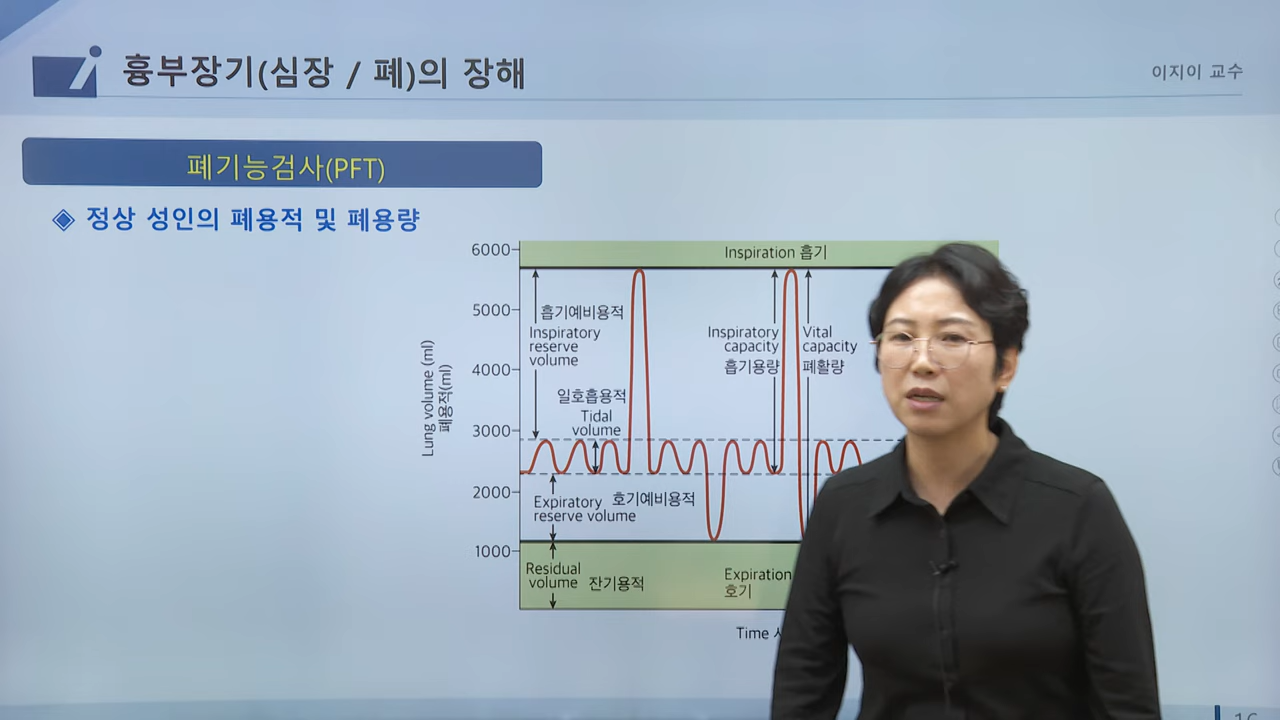 흉부장기(심장 / 폐)의 장해
이지이 교수
폐기능검사(PFT)
◈ 정상 성인의 폐용적 및 폐용량
6000
5000
4000
3000
2000
1000
Lung volume (ml)
폐용적(ml)
Inspiration 흡기
흡기예비용적
Inspiratory
reserve
volume
일호흡용적
Tidal
volume
Inspiratory
capacity
흡기용량
Vital
capacity
폐활량
Expiratory 호기예비용적
reserve volume
Residual
volume 잔기용적
Expiration
호기
Time
16